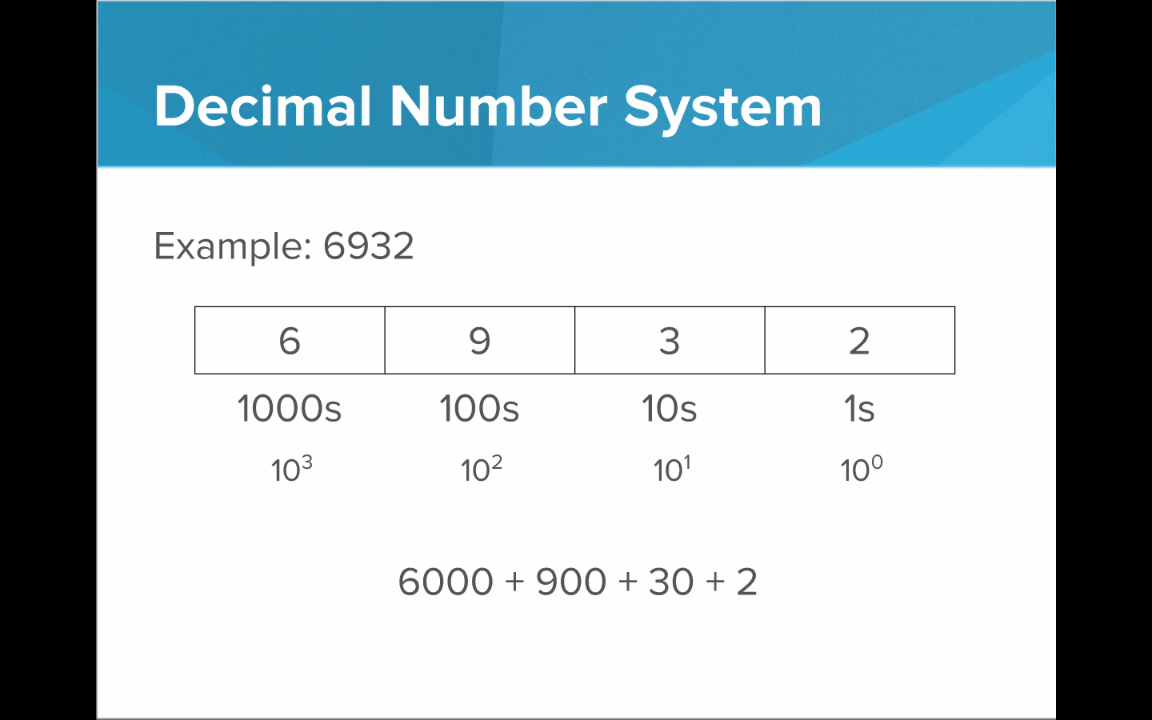 Decimal Number System
Example: 6932
6 9 3 2
1000s 100s 10s 1s
10³ 10² 10¹ 10⁰
6000 + 900 + 30 + 2